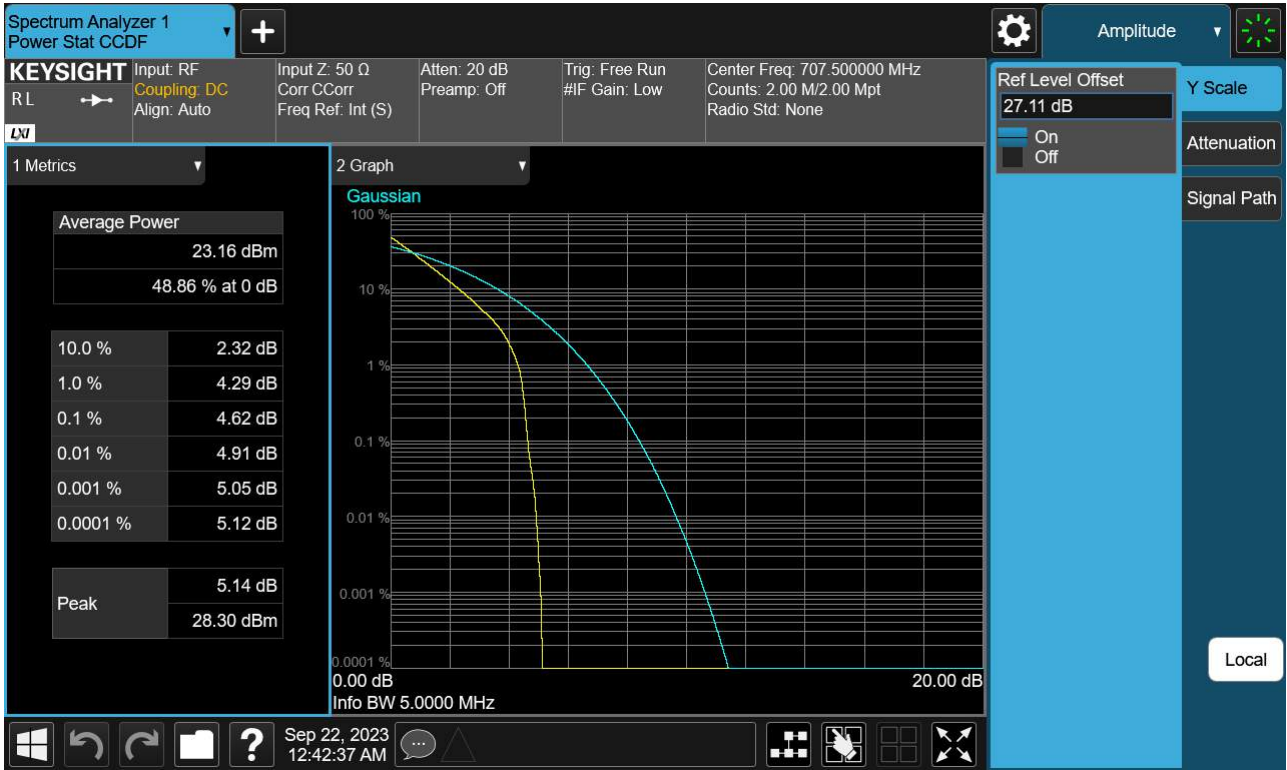 Spectrum Analyzer 1
Power Stat CCDF
Amplitude
KEYSIGHT
RL
LXI
Input: RF
Coupling: DC
Align: Auto
Input Z: 50 Ω
Corr CCorr
Freq Ref: Int (S)
Atten: 20 dB
Preamp: Off
Trig: Free Run
#IF Gain: Low
Center Freq: 707.500000 MHz
Counts: 2.00 M/2.00 Mpt
Radio Std: None
Ref Level Offset
27.11 dB
On
Off
Y Scale
Attenuation
Signal Path
Local
1 Metrics
Average Power
23.16 dBm
48.86 % at 0 dB
10.0 % 2.32 dB
1.0 % 4.29 dB
0.1 % 4.62 dB
0.01 % 4.91 dB
0.001 % 5.05 dB
0.0001 % 5.12 dB
Peak
5.14 dB
28.30 dBm
2 Graph
Gaussian
100 %
10 %
1 %
0.1 %
0.01 %
0.001 %
0.0001 %
0.00 dB 20.00 dB
Info BW 5.0000 MHz
?
Sep 22, 2023
12:42:37 AM